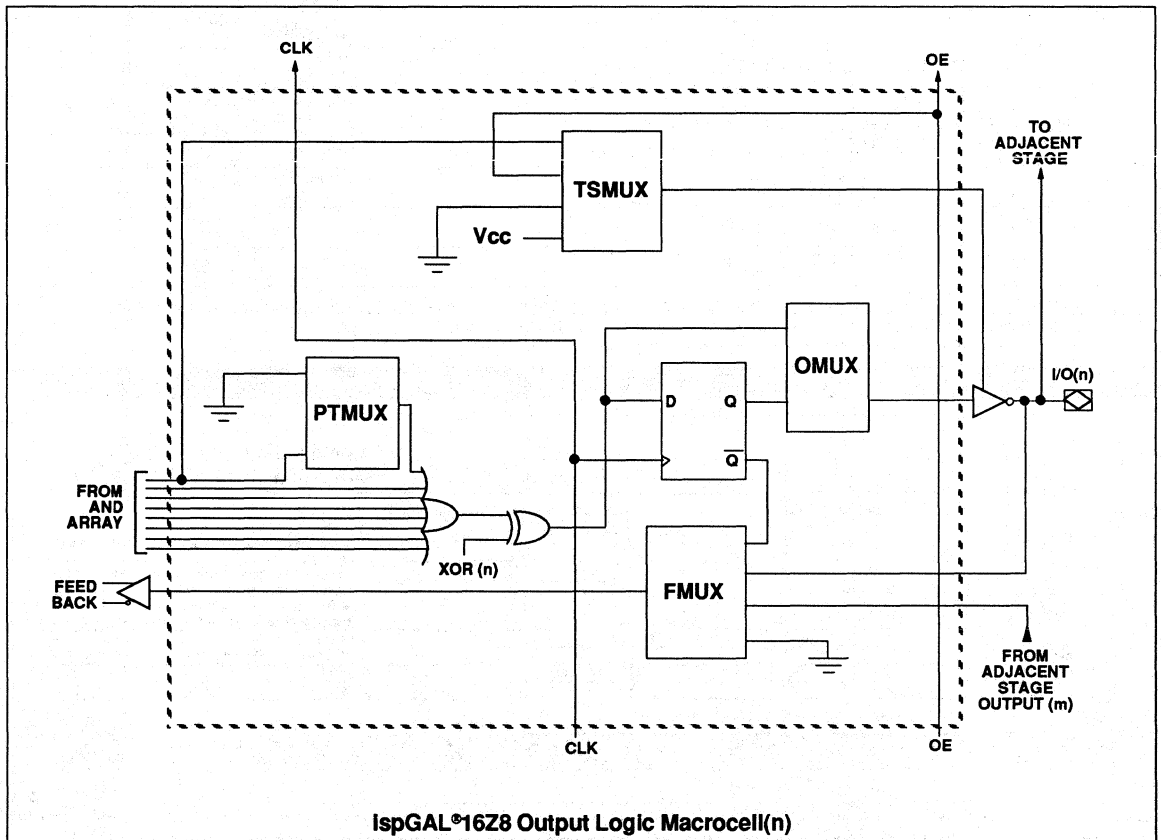 CLK
OE
TO
ADJACENT
STAGE
TSMUX
Vcc
OMUX
I/O(n)
PTMUX
D
Q
Q̅
FROM
AND
ARRAY
XOR (n)
FEED
BACK
FMUX
FROM
ADJACENT
STAGE
OUTPUT (m)
CLK
OE
ispGAL®16Z8 Output Logic Macrocell(n)